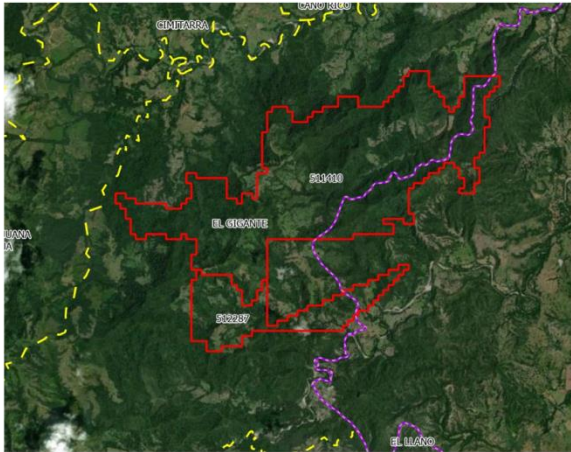 CAÑO RICO
CIMITARRA
511410
EL GIGANTE
512287
EL LLANO